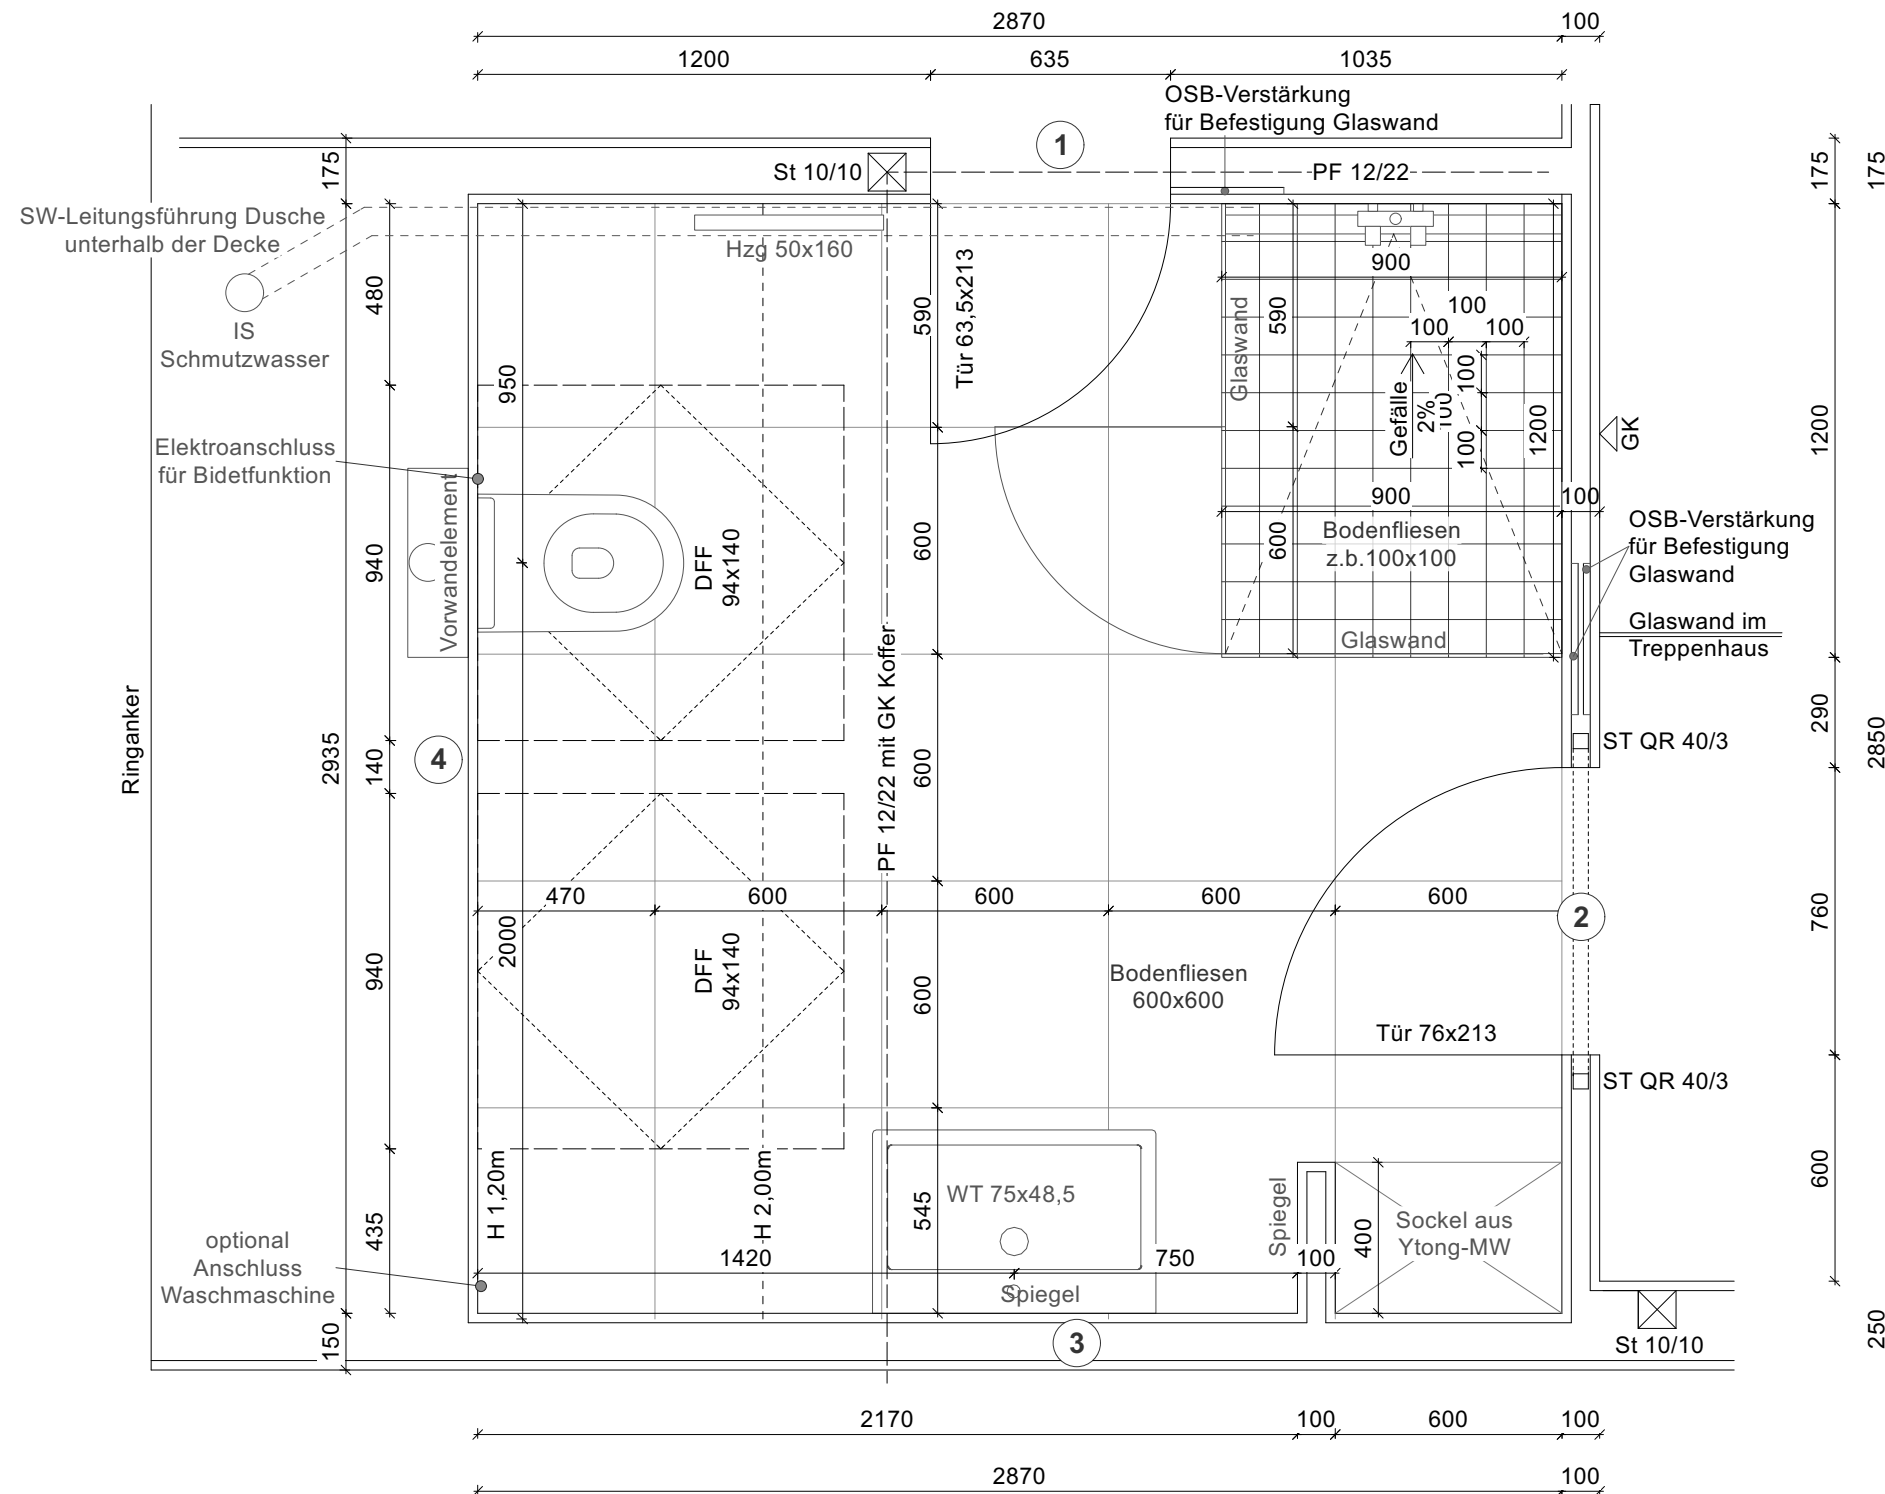 2870
100
1200
635
1035
OSB-Verstärkung
für Befestigung Glaswand
1
175
St 10/10
PF 12/22
175
175
SW-Leitungsführung Dusche
unterhalb der Decke
Hzg 50x160
480
950
590
Tür 63,5x213
Glaswand
590
900
100
100
100
100
100
100
Gefälle
2%
1200
1200
IS
Schmutzwasser
GK
Elektroanschluss
für Bidetfunktion
Vorwandelement
940
DFF
94x140
600
600
900
100
Bodenfliesen
z.b.100x100
OSB-Verstärkung
für Befestigung
Glaswand
Glaswand
Glaswand im
Treppenhaus
Ringanker
2935
4
140
PF 12/22 mit GK Koffer
600
290
2850
ST QR 40/3
470
600
600
600
600
2
760
940
2000
DFF
94x140
600
Bodenfliesen
600x600
Tür 76x213
ST QR 40/3
H 1,20m
H 2,00m
545
WT 75x48,5
Spiegel
400
Sockel aus
Ytong-MW
600
435
1420
750
100
optional
Anschluss
Waschmaschine
Spiegel
150
3
St 10/10
250
2170
100
600
100
2870
100